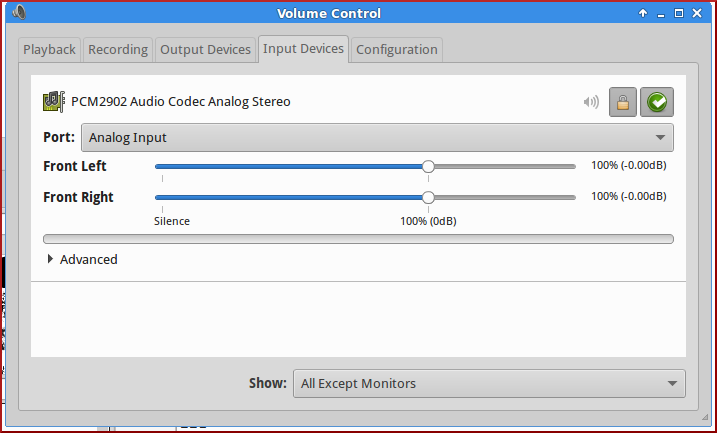 Volume Control
Playback Recording Output Devices Input Devices Configuration
PCM2902 Audio Codec Analog Stereo
Port: Analog Input
Front Left 100% (-0.00dB)
Front Right 100% (-0.00dB)
Silence 100% (0dB)
Advanced
Show: All Except Monitors